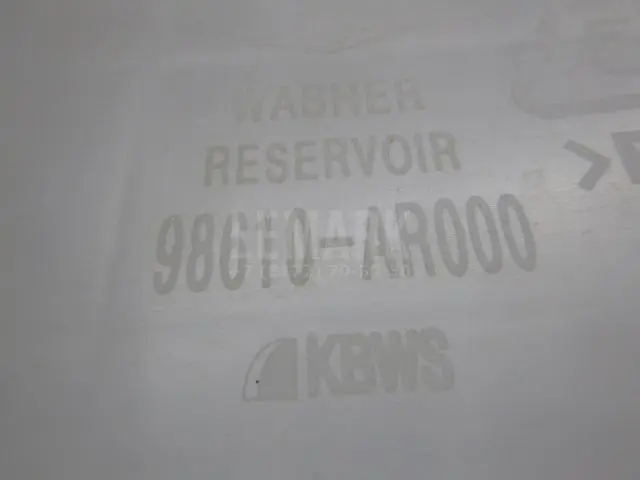 WASHER
RESERVOIR
98610-AR000
KBWS